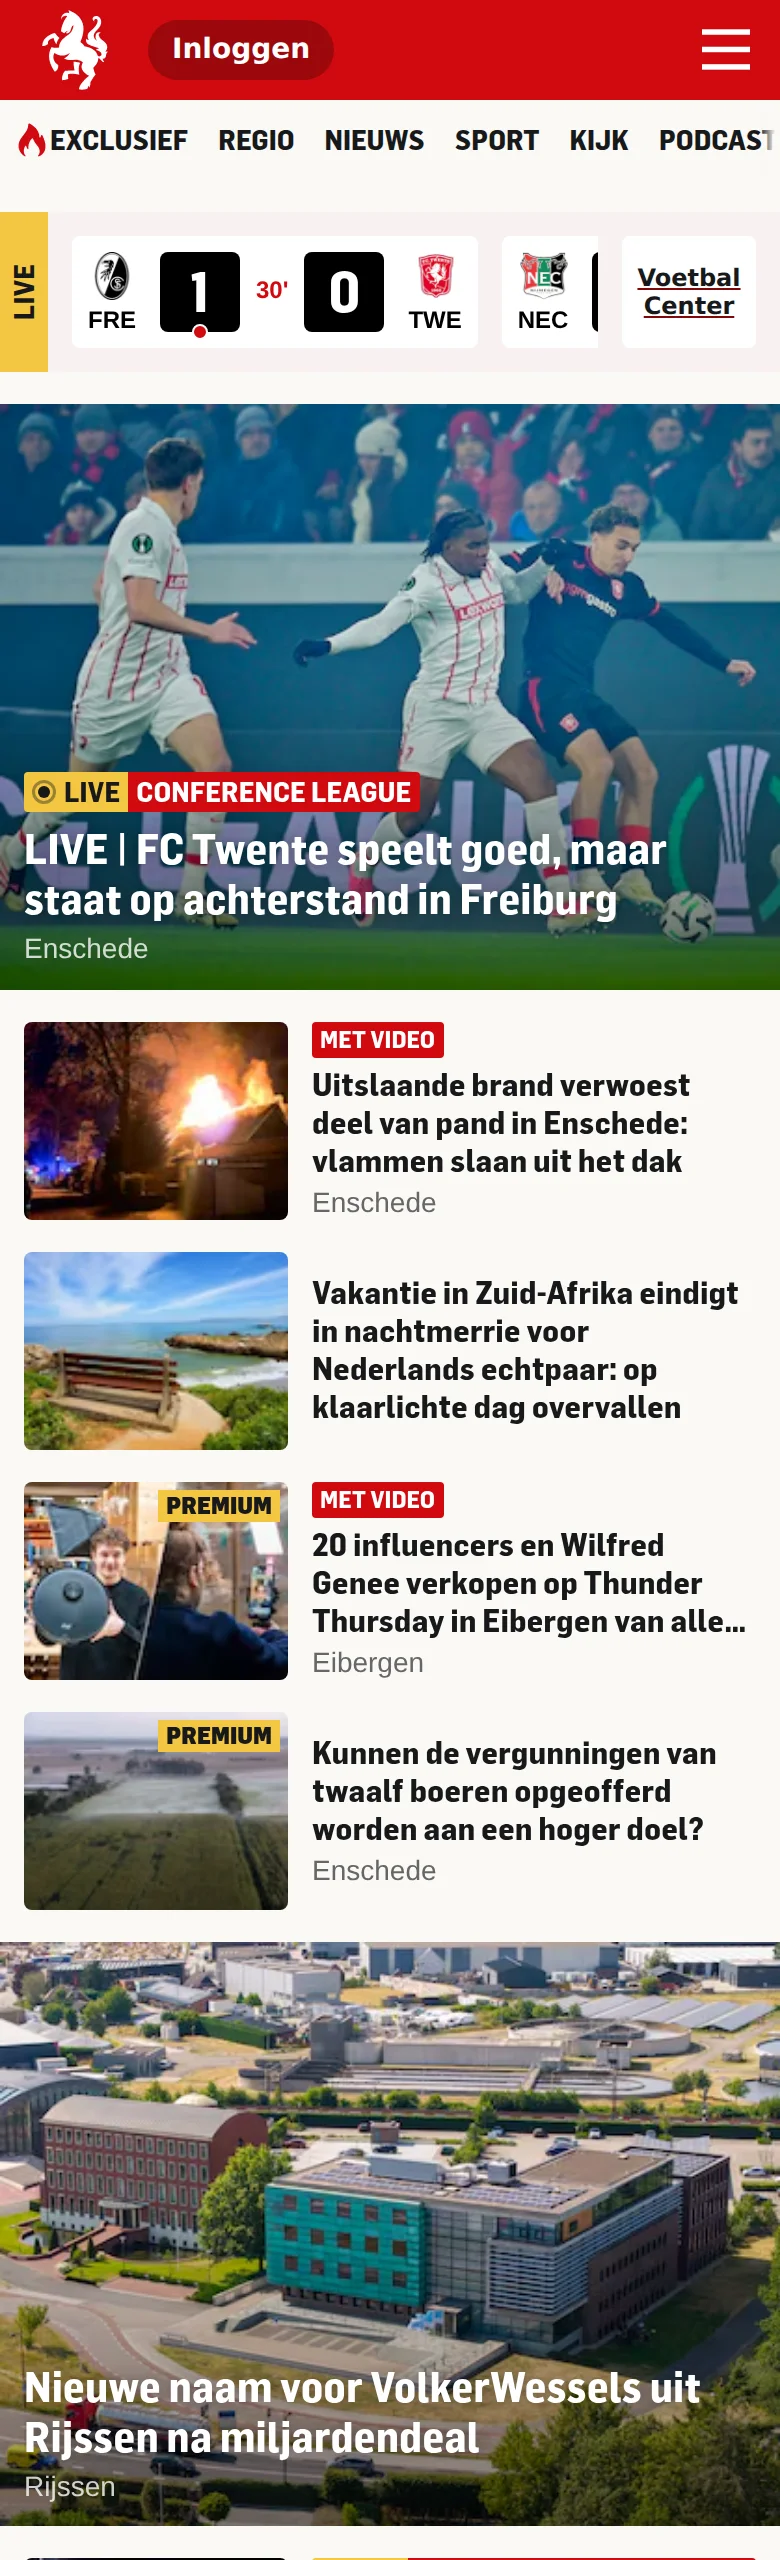 Inloggen
EXCLUSIEF REGIO NIEUWS SPORT KIJK PODCAST
LIVE
FRE 1 30' 0 TWE
NEC
Voetbal
Center
LIVE CONFERENCE LEAGUE
LIVE | FC Twente speelt goed, maar
staat op achterstand in Freiburg
Enschede
MET VIDEO
Uitslaande brand verwoest
deel van pand in Enschede:
vlammen slaan uit het dak
Enschede
Vakantie in Zuid-Afrika eindigt
in nachtmerrie voor
Nederlands echtpaar: op
klaarlichte dag overvallen
PREMIUM
MET VIDEO
20 influencers en Wilfred
Genee verkopen op Thunder
Thursday in Eibergen van alle...
Eibergen
PREMIUM
Kunnen de vergunningen van
twaalf boeren opgeofferd
worden aan een hoger doel?
Enschede
Nieuwe naam voor VolkerWessels uit
Rijssen na miljardendeal
Rijssen